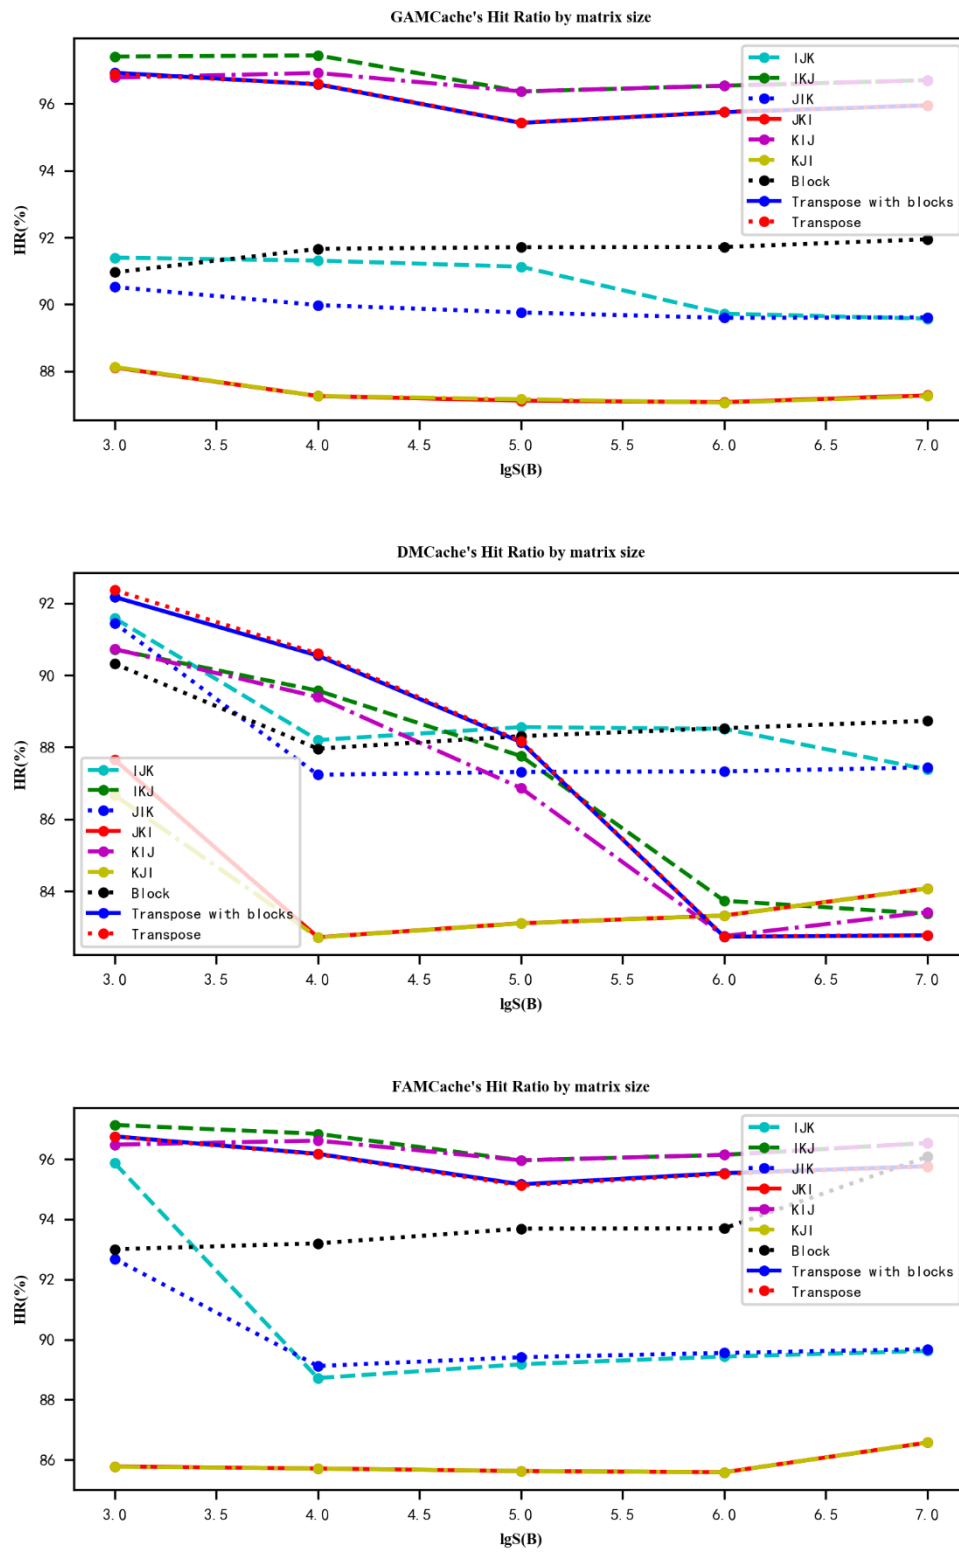 GAMCache's Hit Ratio by matrix size
HR(%)
96
94
92
90
88
IJK
IKJ
JIK
JKI
KIJ
KJI
Block
Transpose with blocks
Transpose
3.0 3.5 4.0 4.5 5.0 5.5 6.0 6.5 7.0
lgS(B)
DMCache's Hit Ratio by matrix size
HR(%)
92
90
88
86
84
IJK
IKJ
JIK
JKI
KIJ
KJI
Block
Transpose with blocks
Transpose
3.0 3.5 4.0 4.5 5.0 5.5 6.0 6.5 7.0
lgS(B)
FAMCache's Hit Ratio by matrix size
HR(%)
96
94
92
90
88
86
IJK
IKJ
JIK
JKI
KIJ
KJI
Block
Transpose with blocks
Transpose
3.0 3.5 4.0 4.5 5.0 5.5 6.0 6.5 7.0
lgS(B)